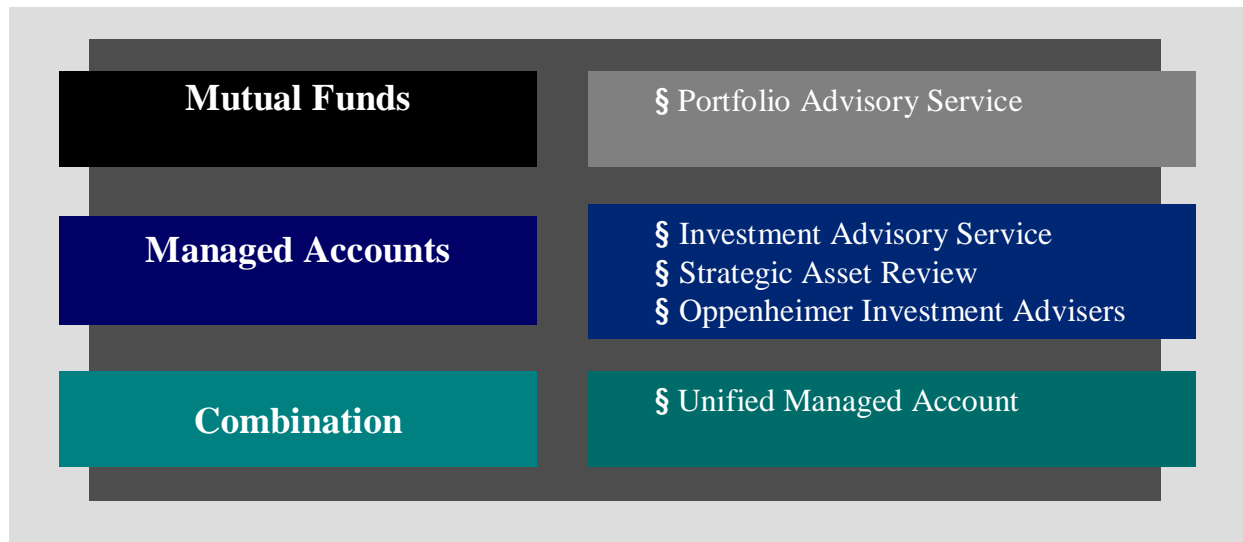 Mutual Funds
§ Portfolio Advisory Service
Managed Accounts
§ Investment Advisory Service
§ Strategic Asset Review
§ Oppenheimer Investment Advisers
Combination
§ Unified Managed Account